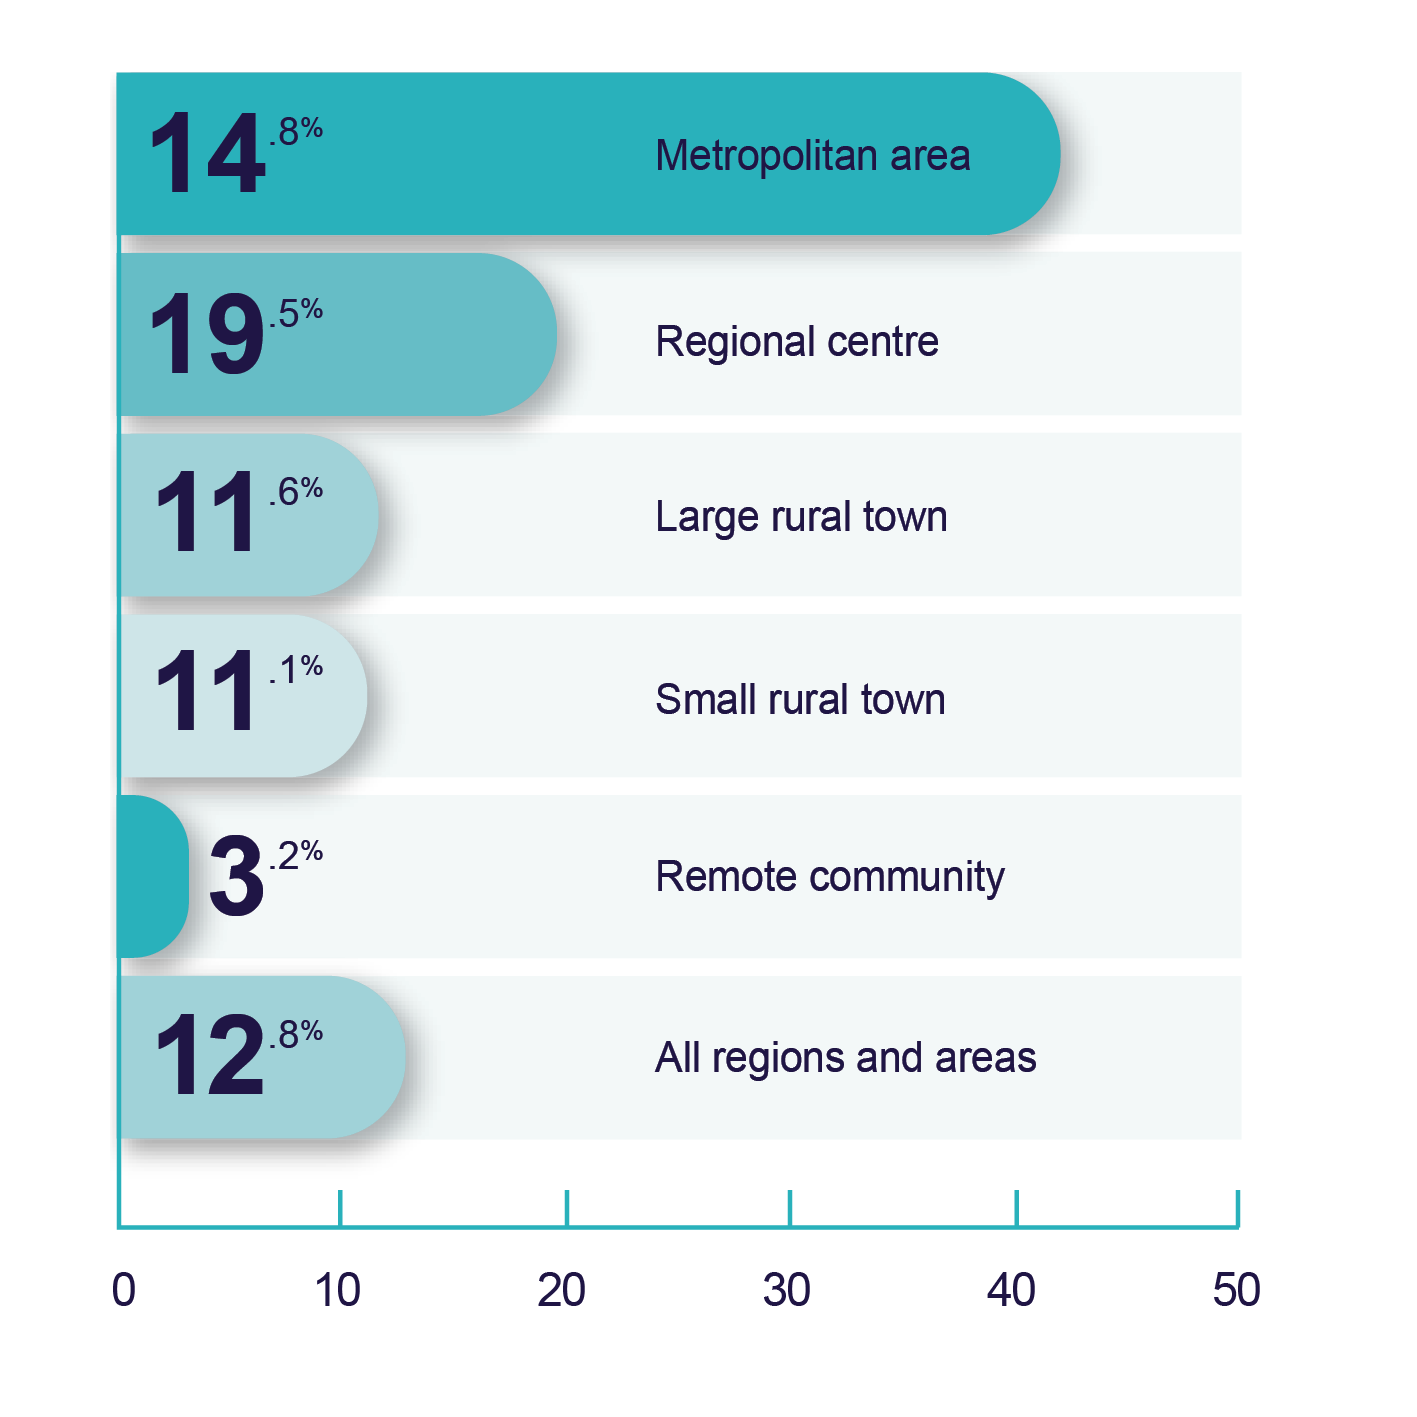 14.8% Metropolitan area
19.5% Regional centre
11.6% Large rural town
11.1% Small rural town
3.2% Remote community
12.8% All regions and areas
0 10 20 30 40 50